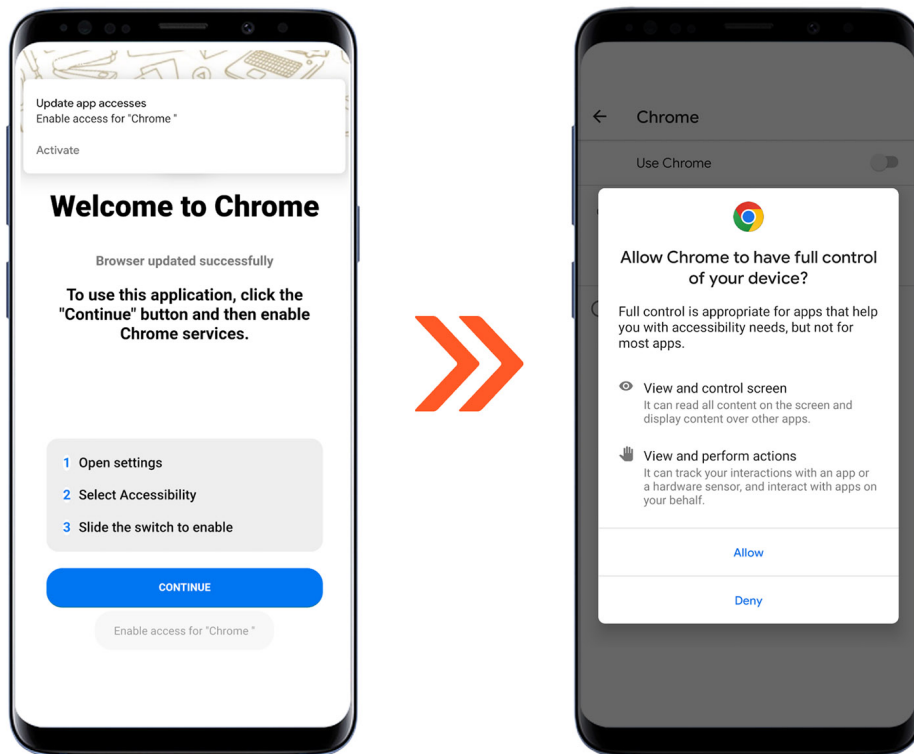 Update app accesses
Enable access for "Chrome "
Activate
Welcome to Chrome
Browser updated successfully
To use this application, click the
"Continue" button and then enable
Chrome services.
1 Open settings
2 Select Accessibility
3 Slide the switch to enable
CONTINUE
Enable access for "Chrome "
Chrome
Use Chrome
Allow Chrome to have full control
of your device?
Full control is appropriate for apps that help
you with accessibility needs, but not for
most apps.
View and control screen
It can read all content on the screen and
display content over other apps.
View and perform actions
It can track your interactions with an app or
a hardware sensor, and interact with apps on
your behalf.
Allow
Deny